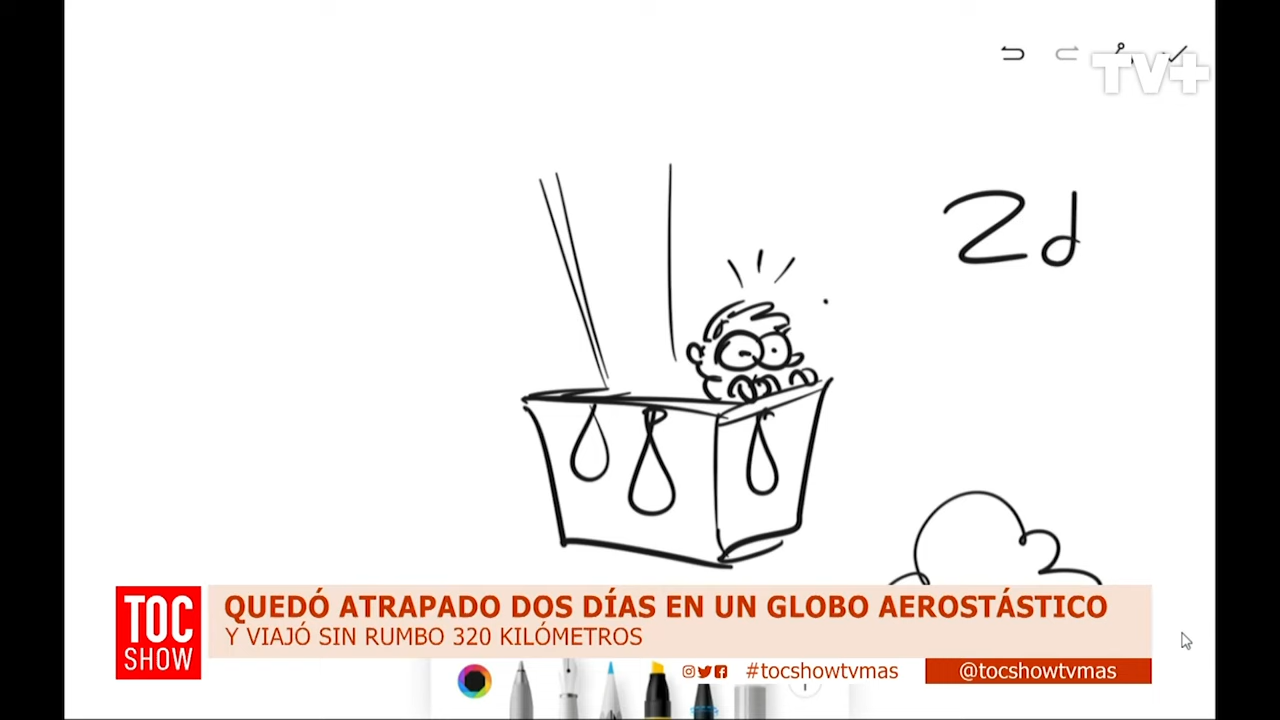 TV+
2d
TOC
SHOW
QUEDÓ ATRAPADO DOS DÍAS EN UN GLOBO AEROSTÁSTICO
Y VIAJÓ SIN RUMBO 320 KILÓMETROS
#tocshowtvmas
@tocshowtvmas